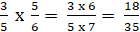 3/5 x 5/6 = 3 x 6/5 x 7 = 18/35